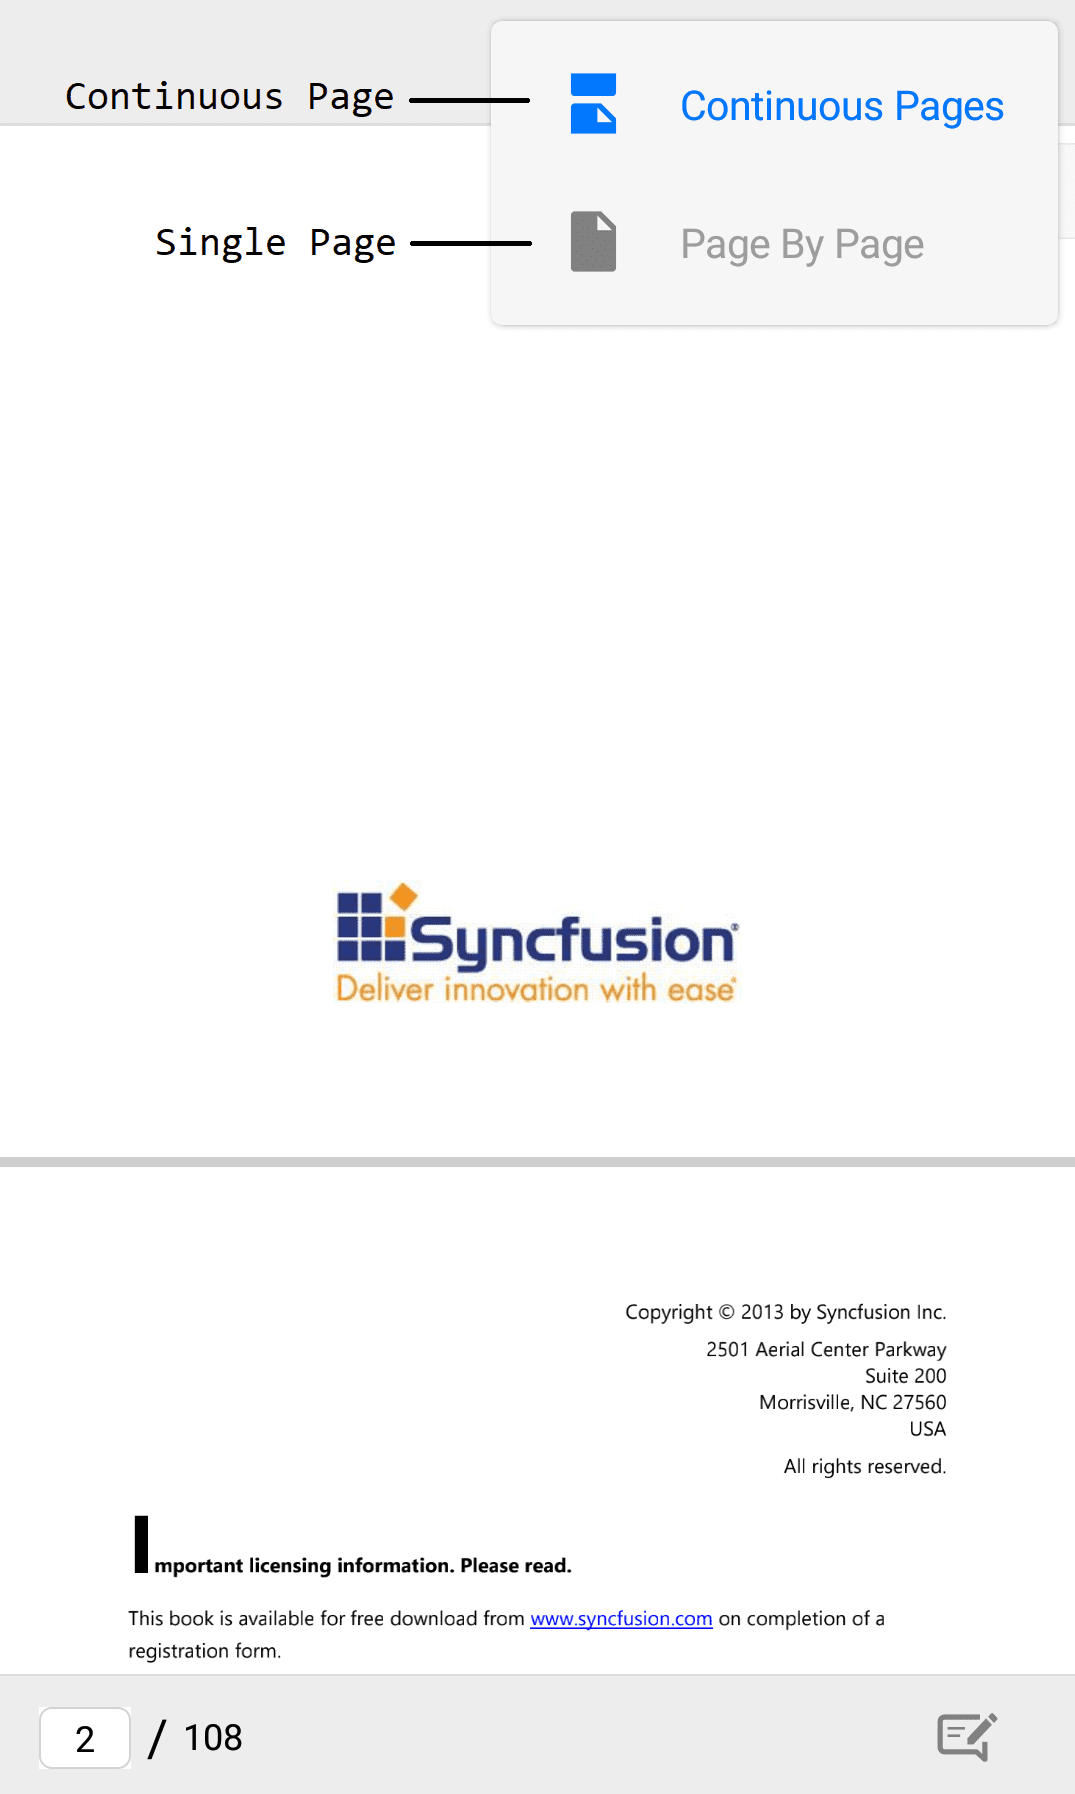 Continuous Page
Continuous Pages
Single Page
Page By Page
Syncfusion®
Deliver innovation with ease
Copyright © 2013 by Syncfusion Inc.
2501 Aerial Center Parkway
Suite 200
Morrisville, NC 27560
USA
All rights reserved.
Important licensing information. Please read.
This book is available for free download from www.syncfusion.com on completion of a
registration form.
2 / 108